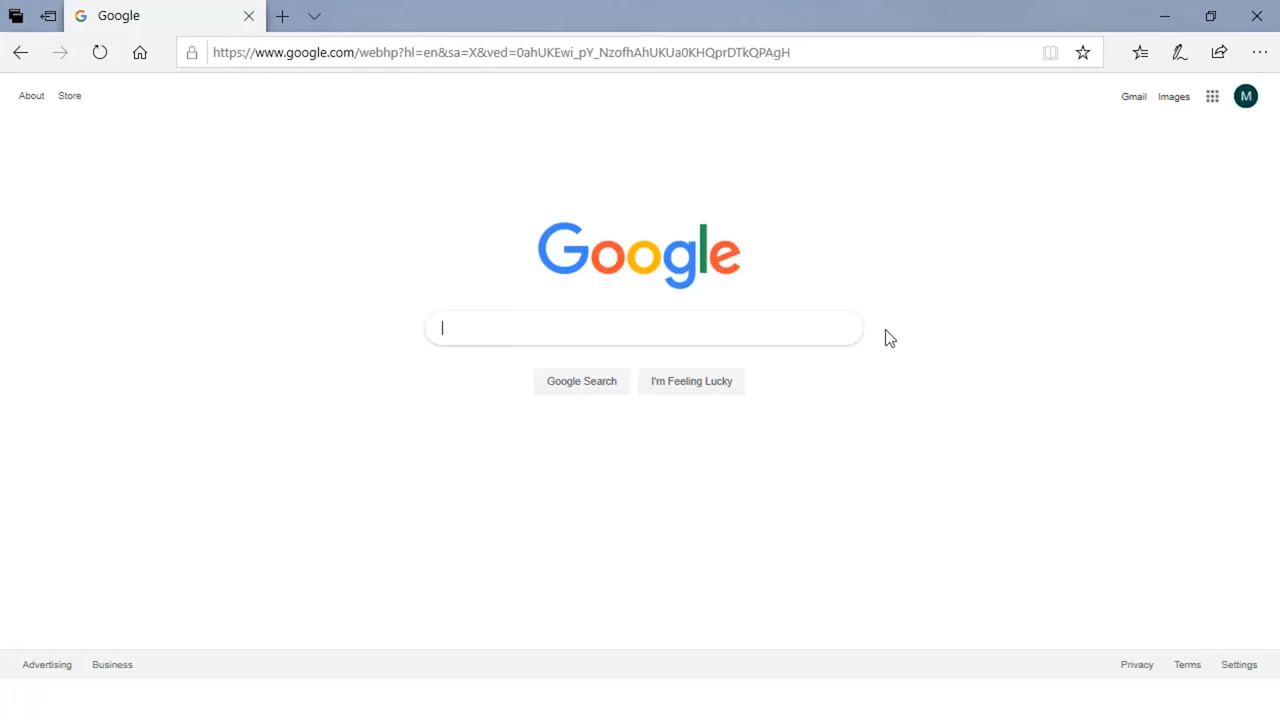 Google
https://www.google.com/webhp?hl=en&sa=X&ved=0ahUKEwi_pY_NzofhAhUKUa0KHQprDTkQPAgH
About Store
Gmail Images M
Google
Google Search I'm Feeling Lucky
Advertising Business
Privacy Terms Settings